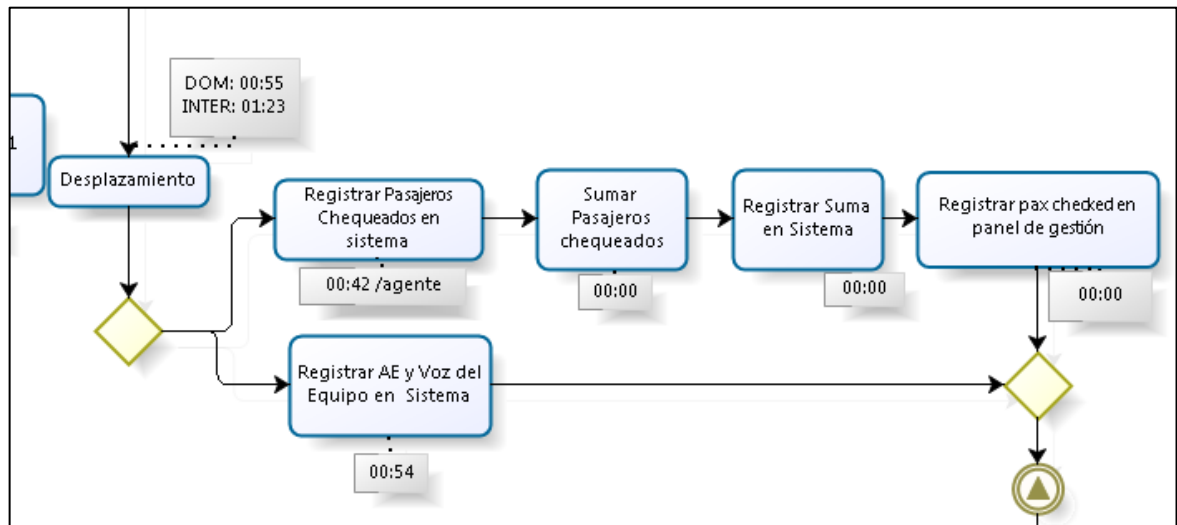 DOM: 00:55
INTER: 01:23
1
Desplazamiento
Registrar Pasajeros
Chequeados en
sistema
00:42 /agente
Sumar
Pasajeros
chequeados
00:00
Registrar Suma
en Sistema
00:00
Registrar pax checked en
panel de gestión
00:00
Registrar AE y Voz del
Equipo en Sistema
00:54